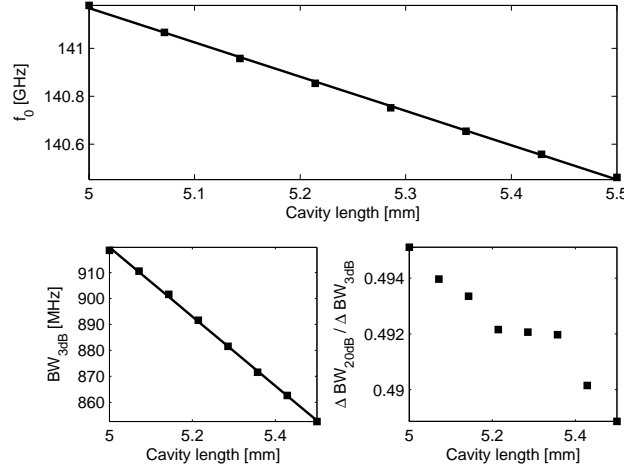 141
140.8
140.6
f0 [GHz]
5 5.1 5.2 5.3 5.4 5.5
Cavity length [mm]
910
900
890
880
870
860
BW3dB [MHz]
5 5.2 5.4
Cavity length [mm]
0.494
0.492
0.49
Δ BW20dB / Δ BW3dB
5 5.2 5.4
Cavity length [mm]